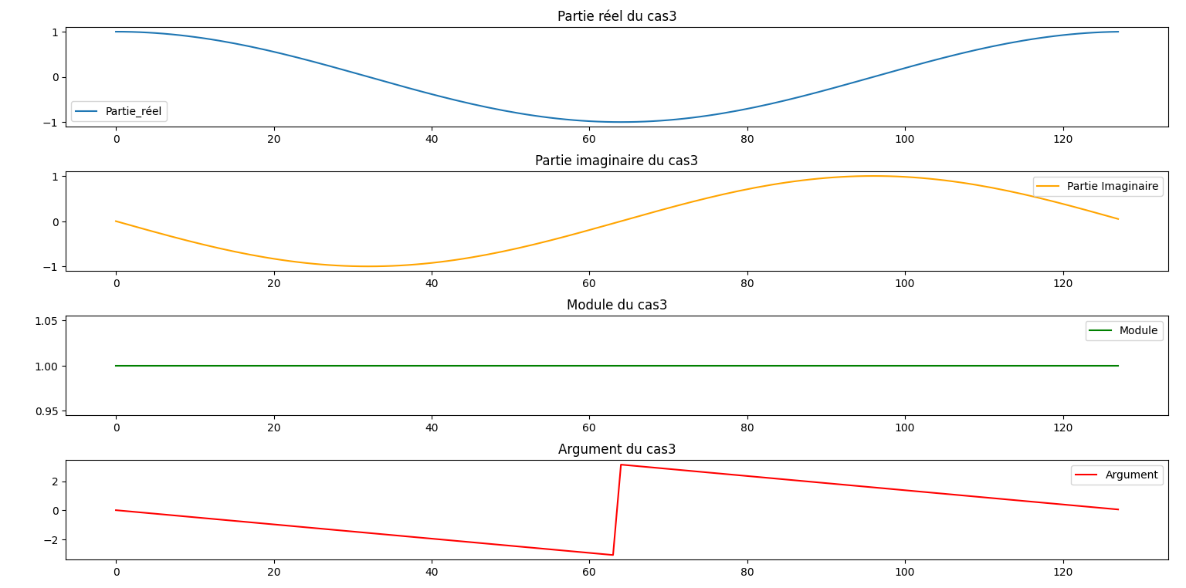 Partie réel du cas3
1
0
−1
Partie_réel
0 20 40 60 80 100 120
Partie imaginaire du cas3
1
0
−1
Partie Imaginaire
0 20 40 60 80 100 120
Module du cas3
1.05
1.00
0.95
Module
0 20 40 60 80 100 120
Argument du cas3
2
0
−2
Argument
0 20 40 60 80 100 120